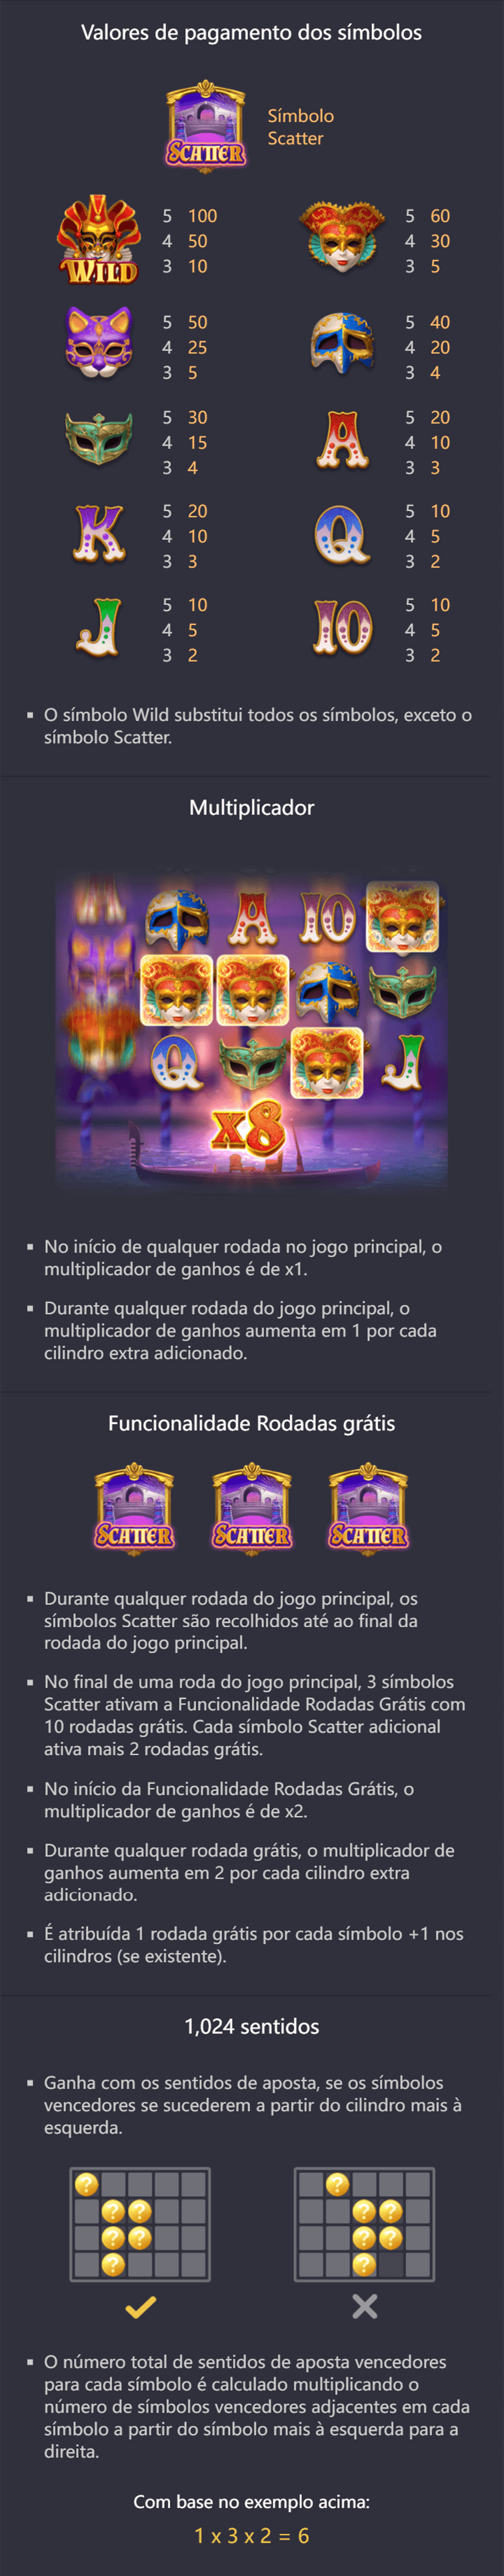 Valores de pagamento dos símbolos
SCATTER
Símbolo
Scatter
WILD
5 100
4 50
3 10
5 60
4 30
3 5
5 50
4 25
3 5
5 40
4 20
3 4
5 30
4 15
3 4
A
5 20
4 10
3 3
K
5 20
4 10
3 3
Q
5 10
4 5
3 2
J
5 10
4 5
3 2
10
5 10
4 5
3 2
▪ O símbolo Wild substitui todos os símbolos, exceto o
símbolo Scatter.
Multiplicador
A 10
Q J
x8
▪ No início de qualquer rodada no jogo principal, o
multiplicador de ganhos é de x1.
▪ Durante qualquer rodada do jogo principal, o
multiplicador de ganhos aumenta em 1 por cada
cilindro extra adicionado.
Funcionalidade Rodadas grátis
SCATTER SCATTER SCATTER
▪ Durante qualquer rodada do jogo principal, os
símbolos Scatter são recolhidos até ao final da
rodada do jogo principal.
▪ No final de uma roda do jogo principal, 3 símbolos
Scatter ativam a Funcionalidade Rodadas Grátis com
10 rodadas grátis. Cada símbolo Scatter adicional
ativa mais 2 rodadas grátis.
▪ No início da Funcionalidade Rodadas Grátis, o
multiplicador de ganhos é de x2.
▪ Durante qualquer rodada grátis, o multiplicador de
ganhos aumenta em 2 por cada cilindro extra
adicionado.
▪ É atribuída 1 rodada grátis por cada símbolo +1 nos
cilindros (se existente).
1,024 sentidos
▪ Ganha com os sentidos de aposta, se os símbolos
vencedores se sucederem a partir do cilindro mais à
esquerda.
? ?
? ? ? ?
? ? ? ?
? ?
▪ O número total de sentidos de aposta vencedores
para cada símbolo é calculado multiplicando o
número de símbolos vencedores adjacentes em cada
símbolo a partir do símbolo mais à esquerda para a
direita.
Com base no exemplo acima:
1 x 3 x 2 = 6